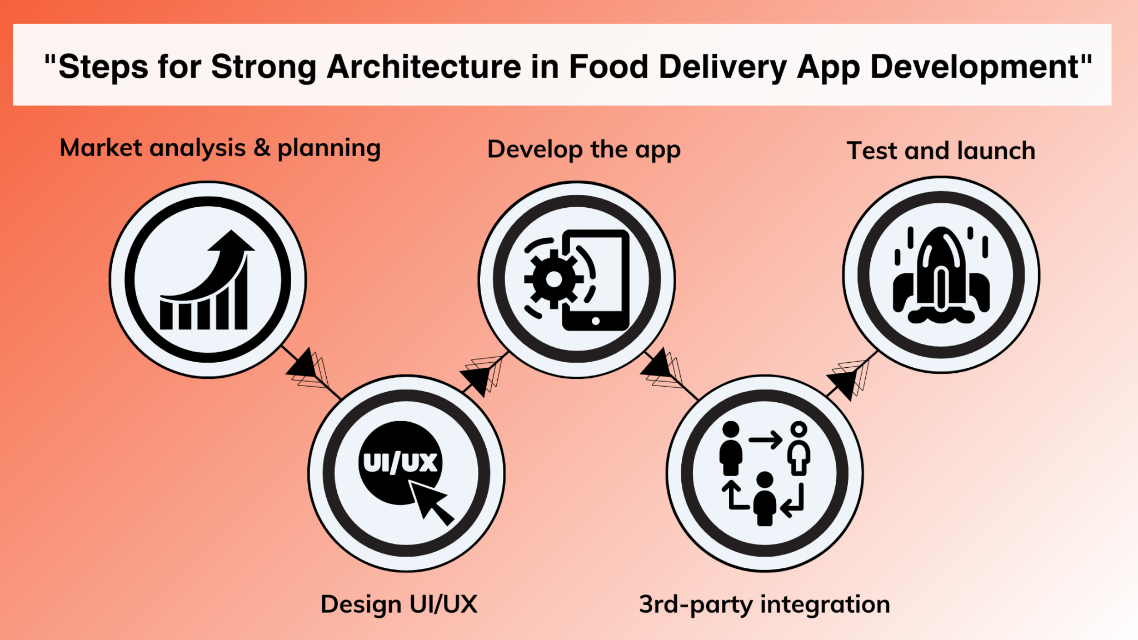 "Steps for Strong Architecture in Food Delivery App Development"
Market analysis & planning
Develop the app
Test and launch
UI/UX
Design UI/UX
3rd-party integration